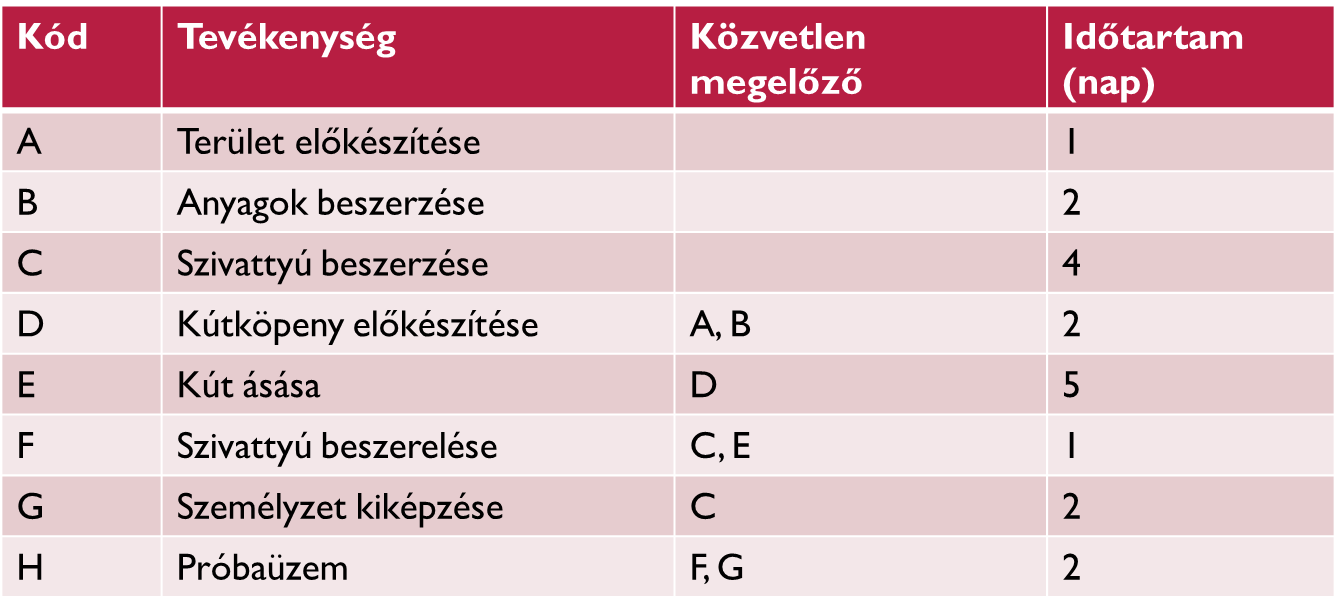 Kód Tevékenység Közvetlen megelőző Időtartam (nap)
A Terület előkészítése 1
B Anyagok beszerzése 2
C Szivattyú beszerzése 4
D Kútköpeny előkészítése A, B 2
E Kút ásása D 5
F Szivattyú beszerelése C, E 1
G Személyzet kiképzése C 2
H Próbaüzem F, G 2